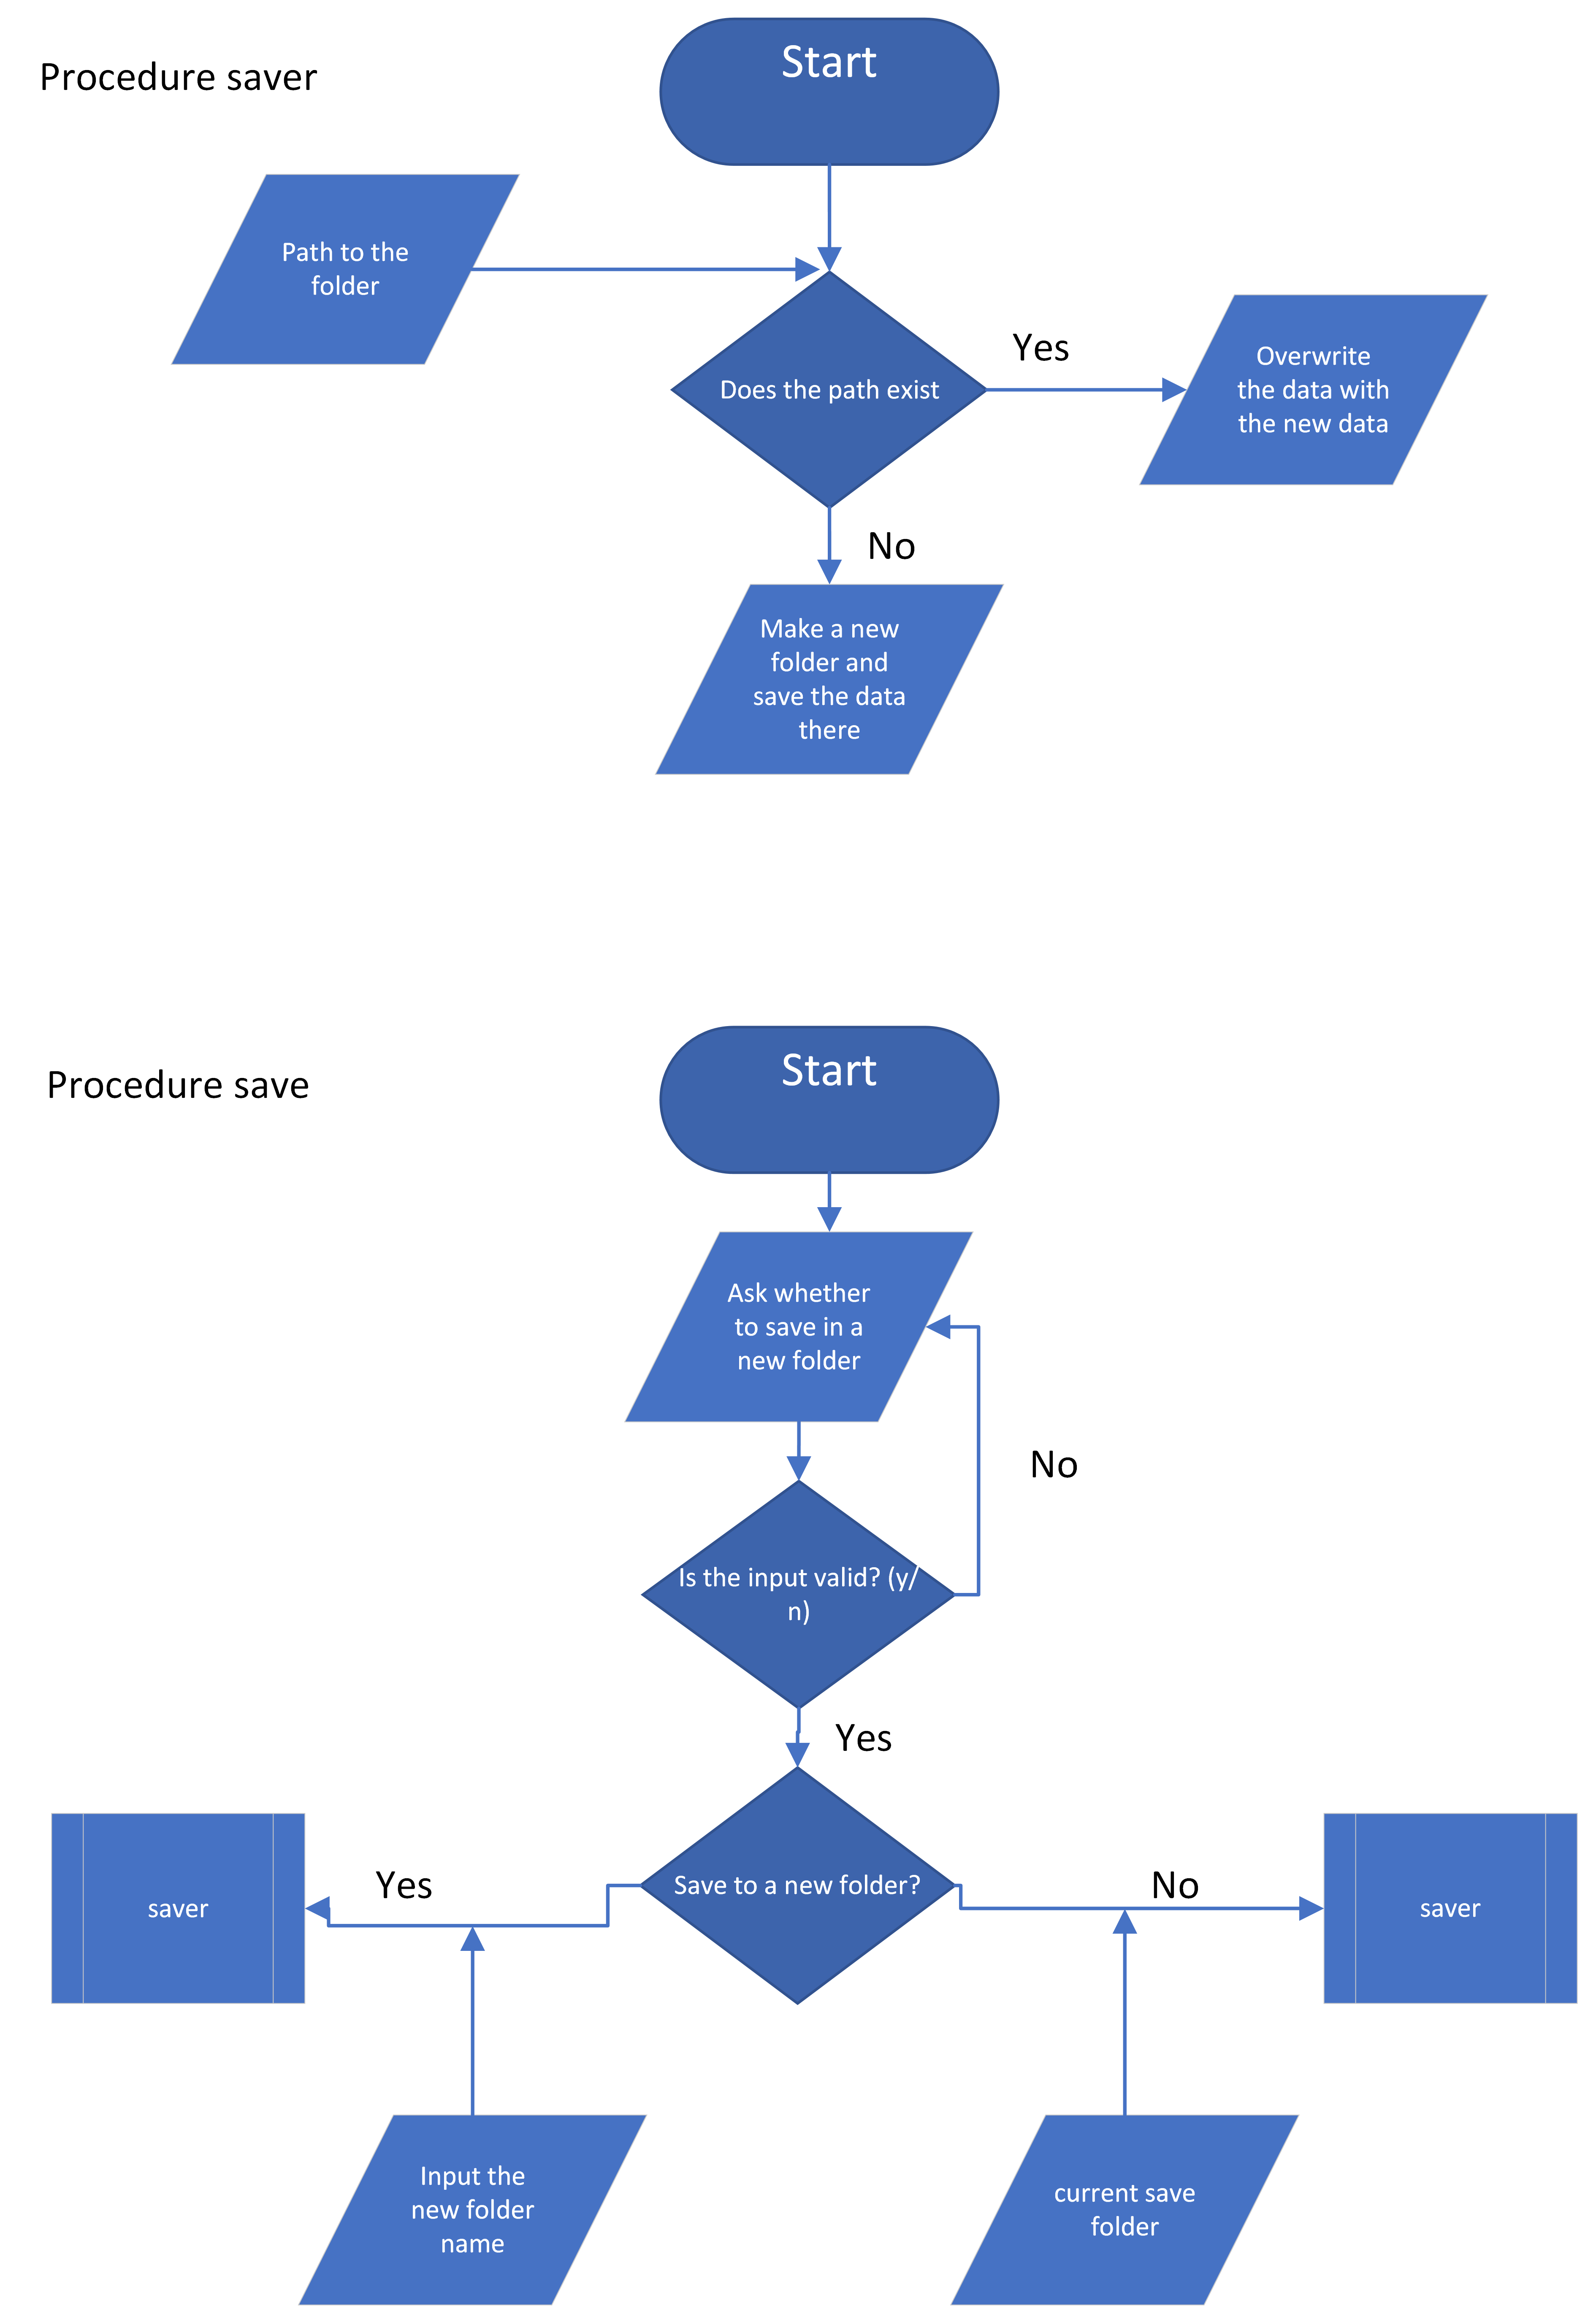 Start
Procedure saver
Path to the
folder
Yes
Overwrite
the data with
the new data
Does the path exist
No
Make a new
folder and
save the data
there
Start
Procedure save
Ask whether
to save in a
new folder
No
Is the input valid? (y/
n)
Yes
Yes
Save to a new folder?
No
saver
saver
Input the
new folder
name
current save
folder